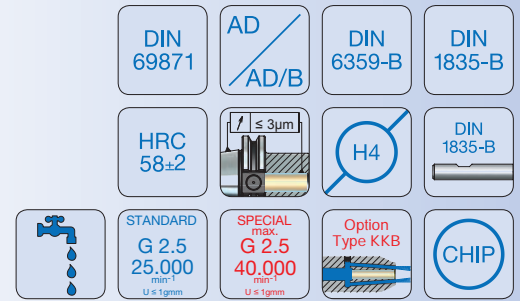 DIN
69871
AD
AD/B
DIN
6359-B
DIN
1835-B
HRC
58±2
≤ 3µm
H4
DIN
1835-B
STANDARD
G 2.5
25.000
min⁻¹
U ≤ 1gmm
SPECIAL
max.
G 2.5
40.000
min⁻¹
U ≤ 1gmm
Option
Type KKB
CHIP